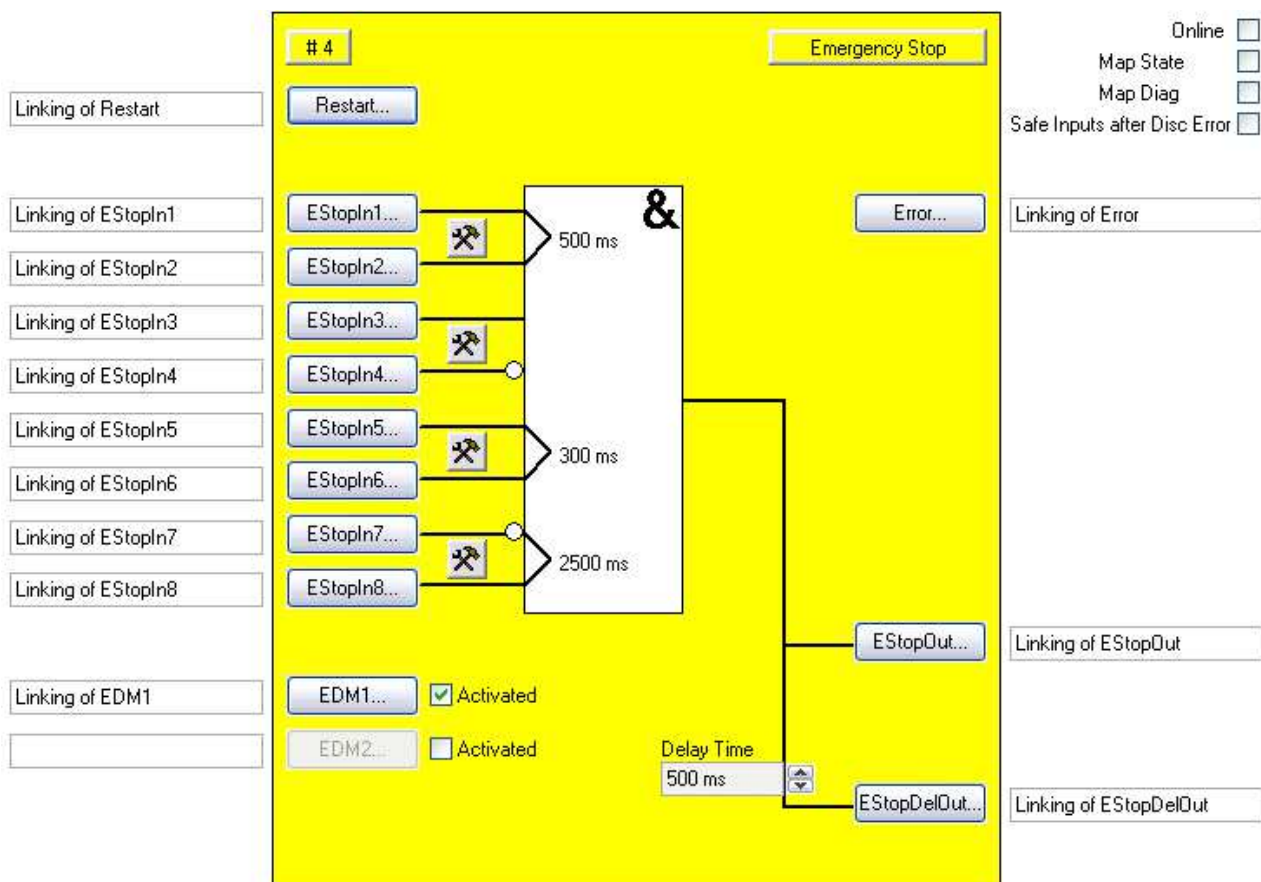 # 4
Emergency Stop
Online
Map State
Map Diag
Safe Inputs after Disc Error
Linking of Restart
Restart...
Linking of EStopIn1
EStopIn1...
&
500 ms
Error...
Linking of Error
Linking of EStopIn2
EStopIn2...
Linking of EStopIn3
EStopIn3...
Linking of EStopIn4
EStopIn4...
Linking of EStopIn5
EStopIn5...
300 ms
Linking of EStopIn6
EStopIn6...
Linking of EStopIn7
EStopIn7...
2500 ms
Linking of EStopIn8
EStopIn8...
EStopOut...
Linking of EStopOut
Linking of EDM1
EDM1...
Activated
EDM2...
Activated
Delay Time
500 ms
EStopDelOut...
Linking of EStopDelOut